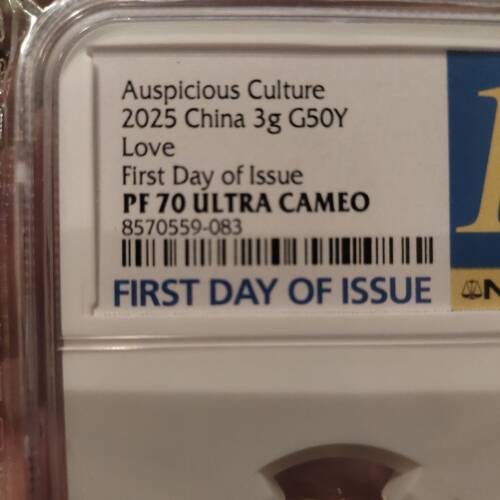 Auspicious Culture
2025 China 3g G50Y
Love
First Day of Issue
PF 70 ULTRA CAMEO
8570559-083
FIRST DAY OF ISSUE